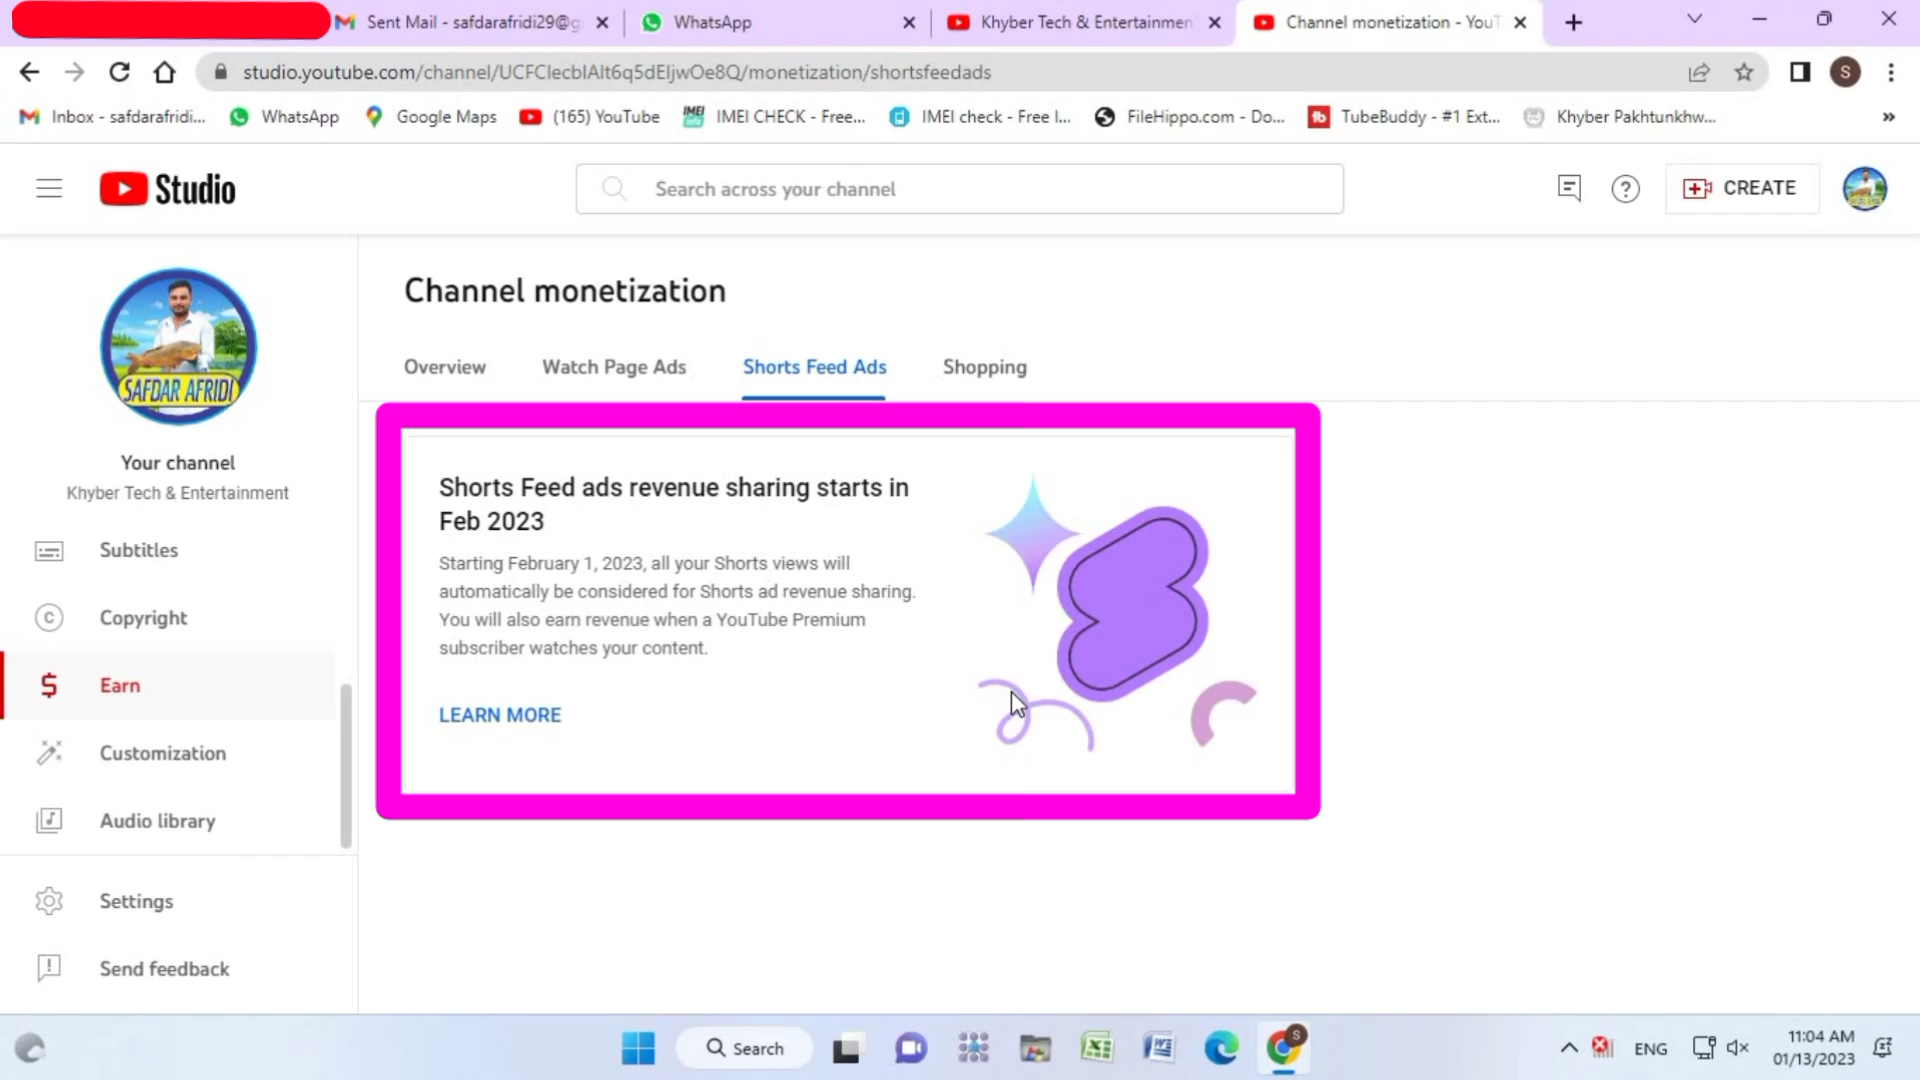 Sent Mail - safdarafridi29@g
WhatsApp
Khyber Tech & Entertainmen
Channel monetization - YouT
studio.youtube.com/channel/UCFClecblAlt6q5dEljwOe8Q/monetization/shortsfeedads
S
Inbox - safdarafridi...
WhatsApp
Google Maps
(165) YouTube
IMEI CHECK - Free...
IMEI check - Free I...
FileHippo.com - Do...
TubeBuddy - #1 Ext...
Khyber Pakhtunkhw...
Studio
Search across your channel
CREATE
SAFDAR AFRIDI
Your channel
Khyber Tech & Entertainment
Subtitles
Copyright
Earn
Customization
Audio library
Settings
Send feedback
Channel monetization
Overview
Watch Page Ads
Shorts Feed Ads
Shopping
Shorts Feed ads revenue sharing starts in
Feb 2023
Starting February 1, 2023, all your Shorts views will
automatically be considered for Shorts ad revenue sharing.
You will also earn revenue when a YouTube Premium
subscriber watches your content.
LEARN MORE
Search
ENG
11:04 AM
01/13/2023